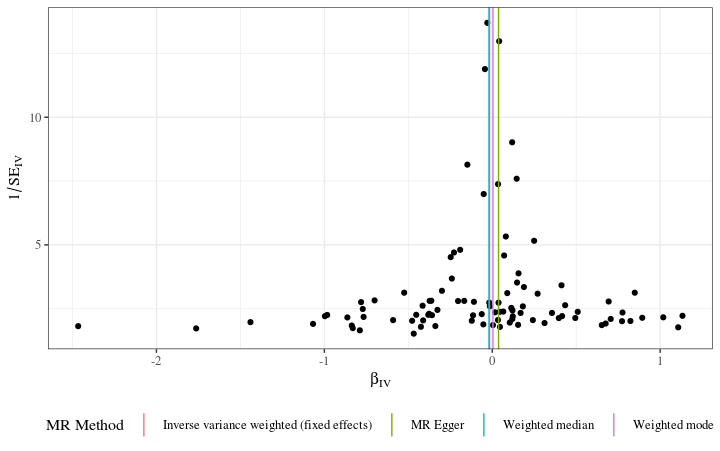 10
5
1/SE_IV
-2
-1
0
1
β_IV
MR Method
Inverse variance weighted (fixed effects)
MR Egger
Weighted median
Weighted mode